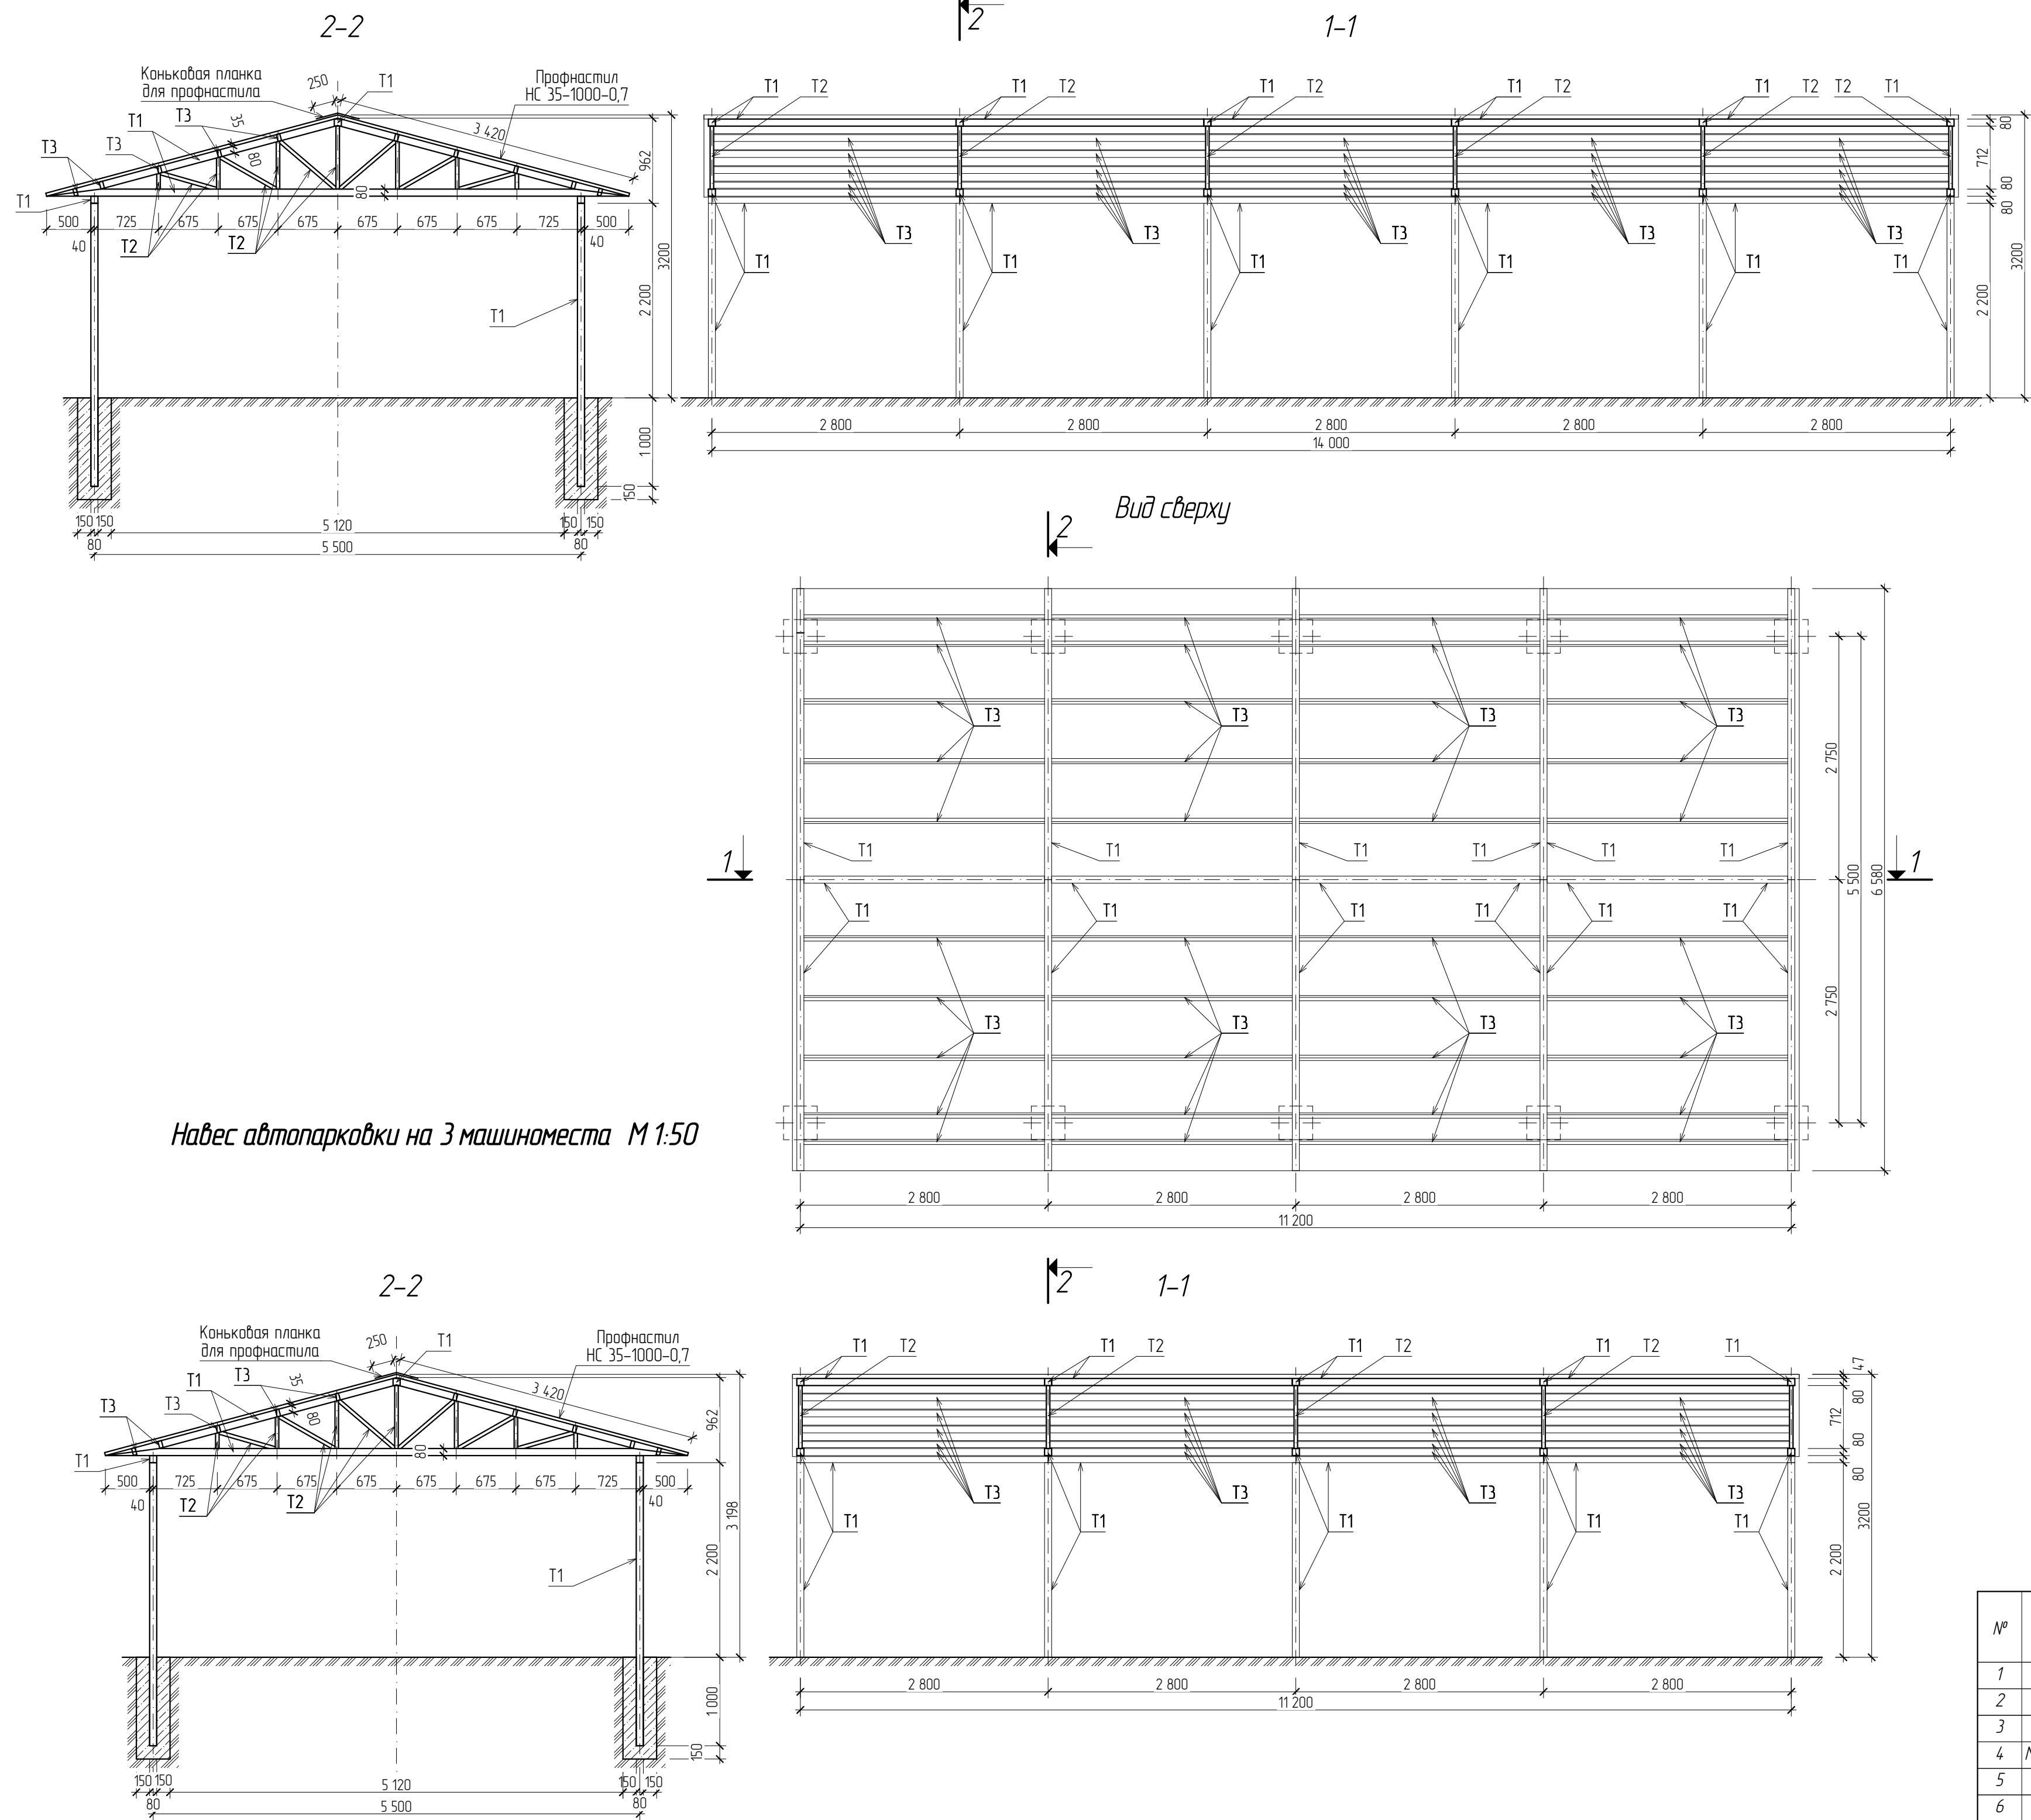 2-2
Коньковая планка
для профнастила
250
Т1
Профнастил
НС 35-1000-0,7
Т3
Т1
35
3 420
Т3
Т3
80
962
Т1
80
500
725
675
675
675
675
675
675
725
500
40
Т2
Т2
40
3200
2 200
Т1
1 000
150
150
150
5 120
150
150
80
5 500
80
2
1-1
Т1
Т2
Т1
Т2
Т1
Т2
Т1
Т2
Т1
Т2
Т2
Т1
80
712
80
80
Т3
Т3
Т3
Т3
Т3
Т1
Т1
Т1
Т1
Т1
Т1
3200
2 200
2 800
2 800
2 800
2 800
2 800
14 000
Вид сверху
2
Т3
Т3
Т3
Т3
2 750
Т1
Т1
Т1
Т1
Т1
Т1
1
1
5 500
6 580
Т1
Т1
Т1
Т1
Т1
Т1
2 750
Т3
Т3
Т3
Т3
2 800
2 800
2 800
2 800
11 200
Навес автопарковки на 3 машиноместа М 1:50
2-2
Коньковая планка
для профнастила
250
Т1
Профнастил
НС 35-1000-0,7
Т3
Т1
35
3 420
Т3
Т3
80
962
Т1
80
500
725
675
675
675
675
675
675
725
500
40
Т2
Т2
40
3 198
2 200
Т1
1 000
150
150
150
5 120
150
150
80
5 500
80
2
1-1
Т1
Т2
Т1
Т2
Т1
Т2
Т1
Т2
Т1
47
80
712
80
80
Т3
Т3
Т3
Т3
Т1
Т1
Т1
Т1
Т1
3200
2 200
2 800
2 800
2 800
2 800
11 200
№
1
2
3
4
5
6